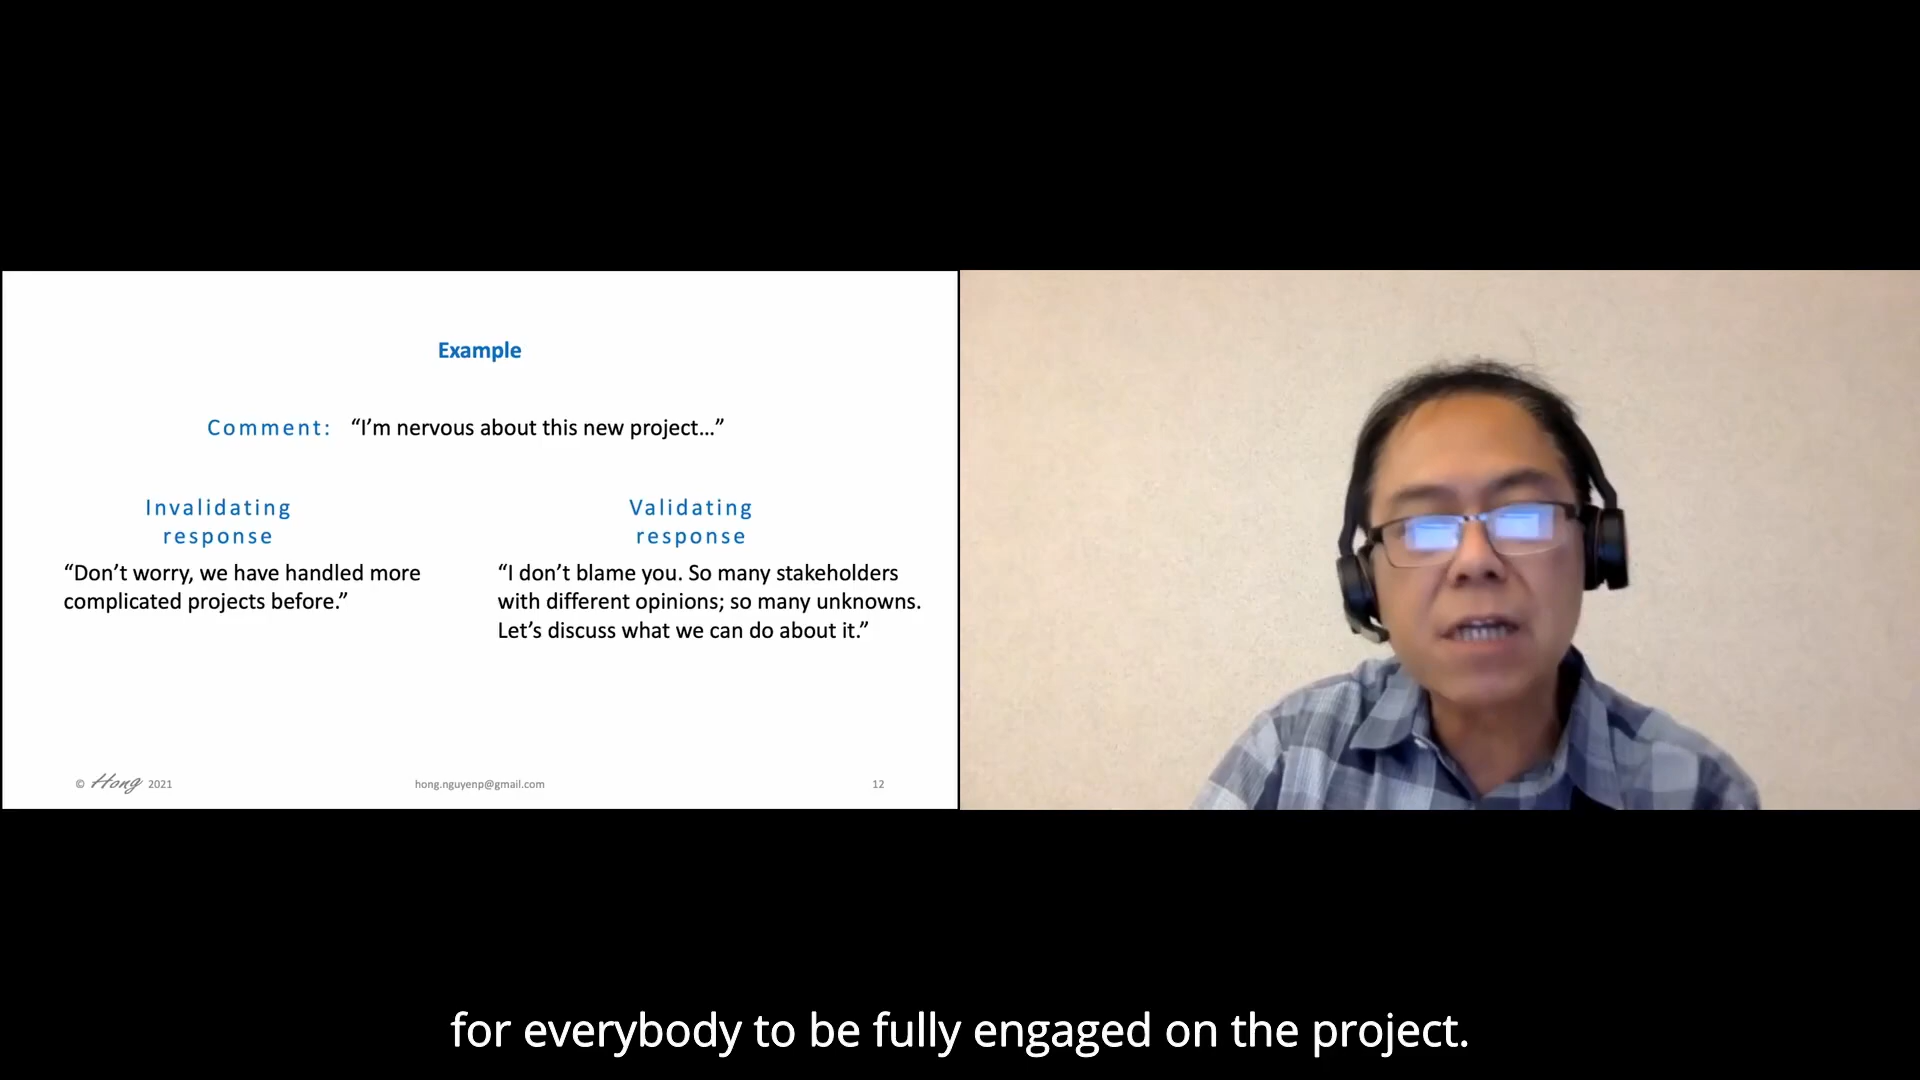 Example
Comment: “I’m nervous about this new project...”
Invalidating
response
“Don’t worry, we have handled more
complicated projects before.”
Validating
response
“I don’t blame you. So many stakeholders
with different opinions; so many unknowns.
Let’s discuss what we can do about it.”
© Hong 2021
hong.nguyenp@gmail.com
12
for everybody to be fully engaged on the project.